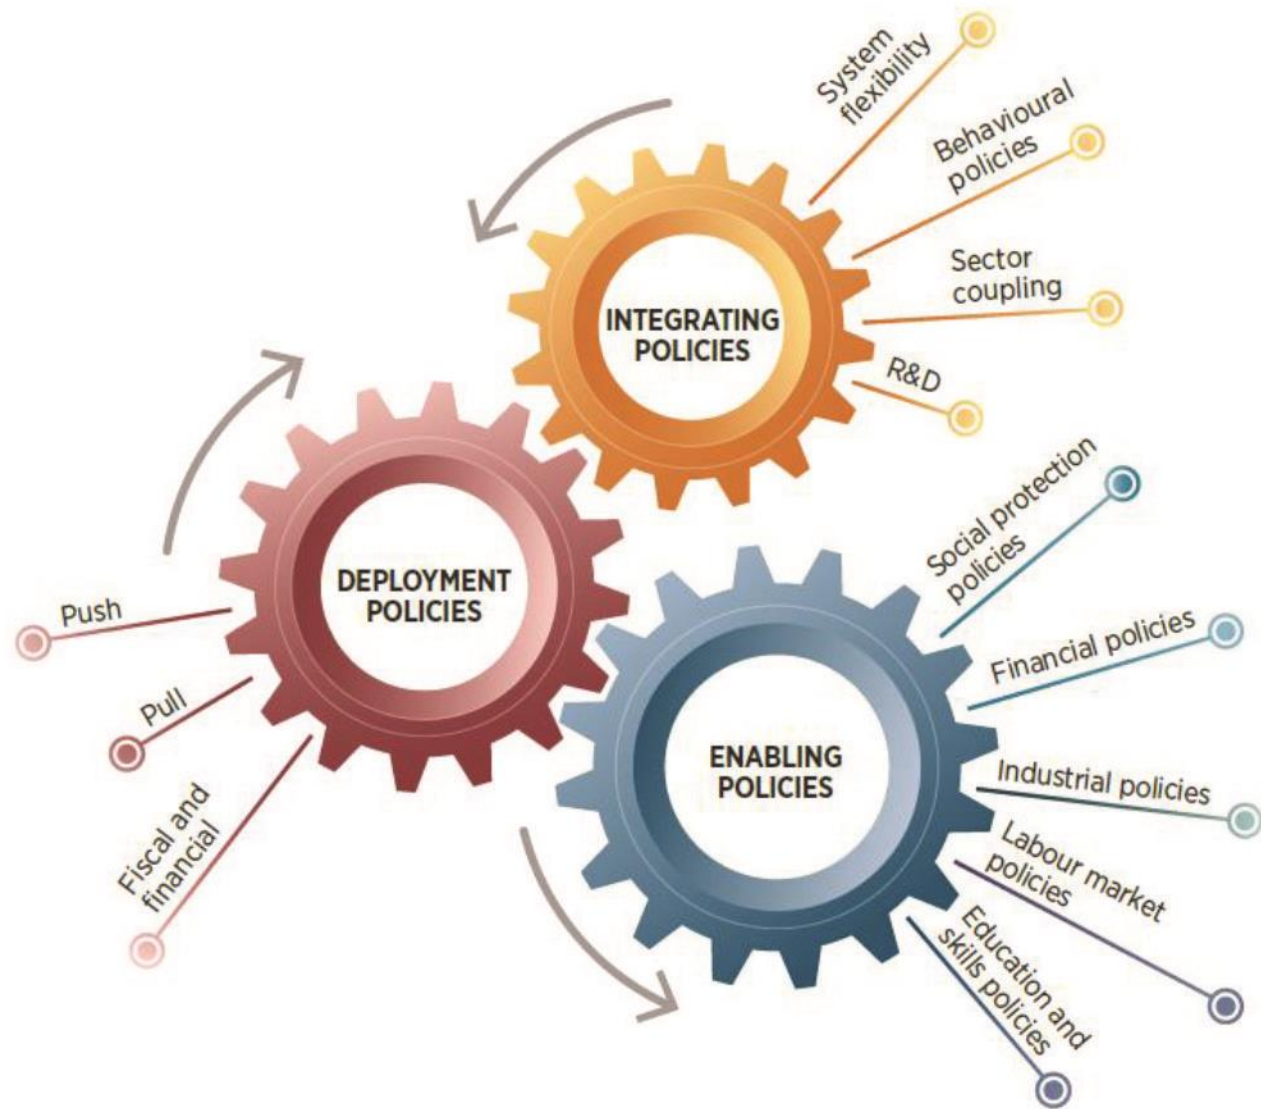 System
flexibility
Behavioural
policies
Sector
coupling
R&D
INTEGRATING
POLICIES
DEPLOYMENT
POLICIES
Push
Pull
Fiscal and
financial
ENABLING
POLICIES
Social protection
policies
Financial policies
Industrial policies
Labour market
policies
Education and
skills policies